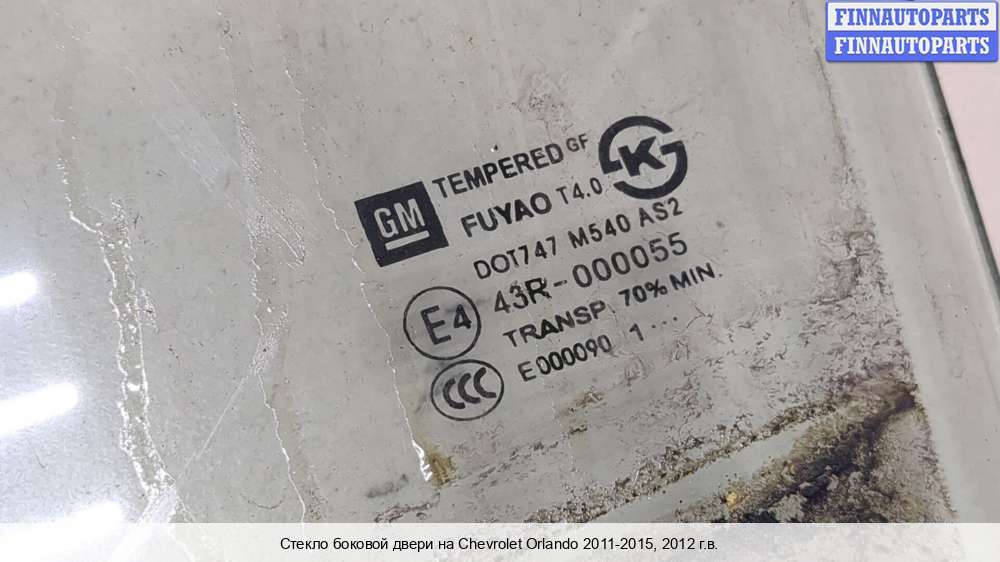 FINNAUTOPARTS
FINNAUTOPARTS
GM
TEMPERED GF
FUYAO T4.0
K
DOT747 M540 AS2
E4
43R-000055
TRANSP 70% MIN.
CCC
E000090 1...
Стекло боковой двери на Chevrolet Orlando 2011-2015, 2012 г.в.